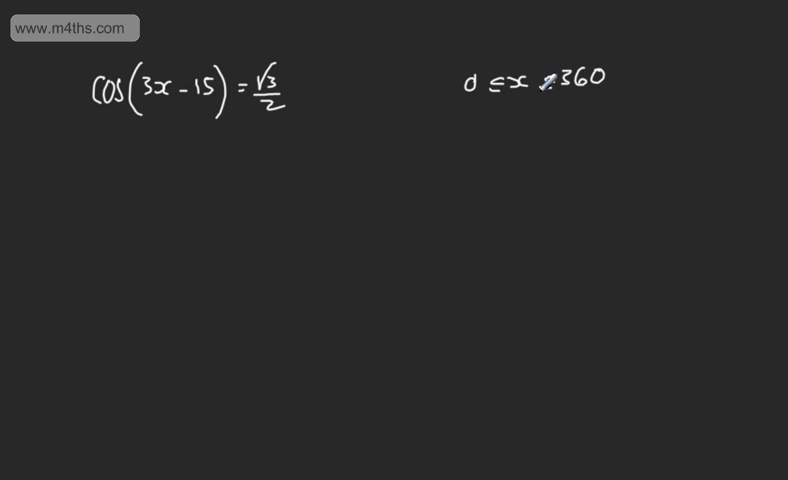 www.m4ths.com
cos(3x - 15) = √3/2
0 ≤ x ≤ 360